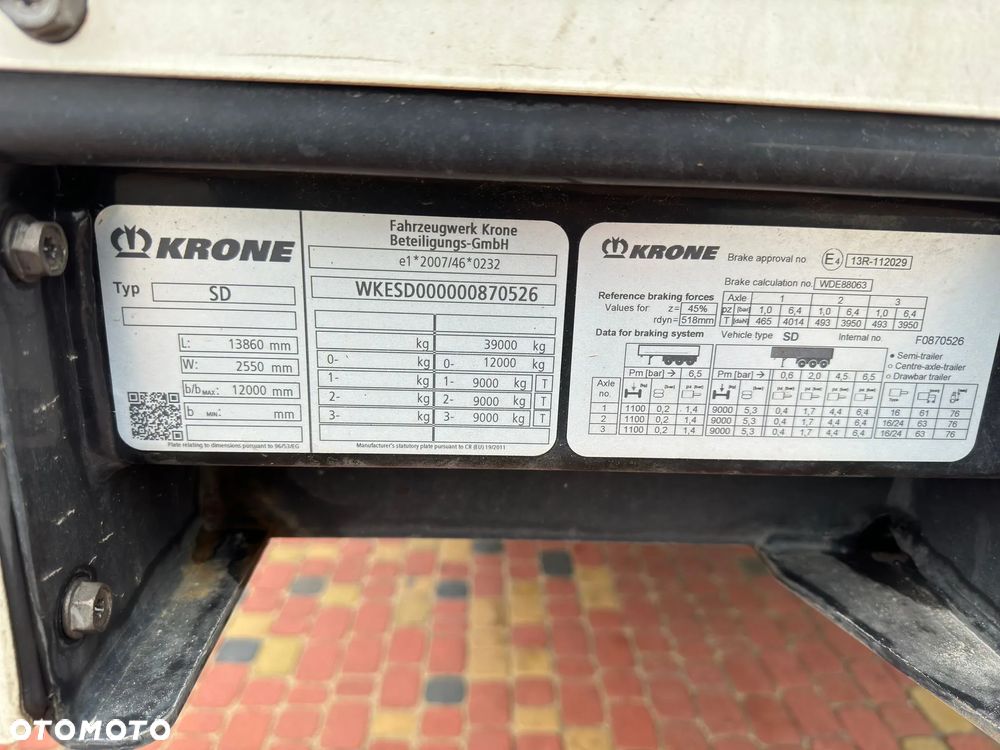 KRONE
Typ SD
L: 13860 mm
W: 2550 mm
b/b MAX.: 12000 mm
b MIN.: mm
Plate relating to dimensions pursuant to 96/53/EG
Fahrzeugwerk Krone
Beteiligungs-GmbH
e1*2007/46*0232
WKESD000000870526
kg 39000 kg
0- kg 0- 12000 kg
1- kg 1- 9000 kg T
2- kg 2- 9000 kg T
3- kg 3- 9000 kg T
Manufacturer's statutory plate pursuant to CR (EU) 19/2011
KRONE
Brake approval no E4 13R-112029
Brake calculation no. WDE88063
Reference braking forces
Values for z = 45%
rdyn = 518mm
Axle 1 2 3
pz [bar] 1,0 6,4 1,0 6,4 1,0 6,4
T [daN] 465 4014 493 3950 493 3950
Data for braking system Vehicle type SD Internal no. F0870526
Semi-trailer
Centre-axle-trailer
Drawbar trailer
Pm [bar] 6,5 Pm [bar] 0,6 2,0 4,5 6,5
Axle no.
1 1100 0,2 1,4 9000 5,3 0,4 1,7 4,4 6,4 16 61 76
2 1100 0,2 1,4 9000 5,3 0,4 1,7 4,4 6,4 16/24 63 76
3 1100 0,2 1,4 9000 5,3 0,4 1,7 4,4 6,4 16/24 63 76
OTOMOTO